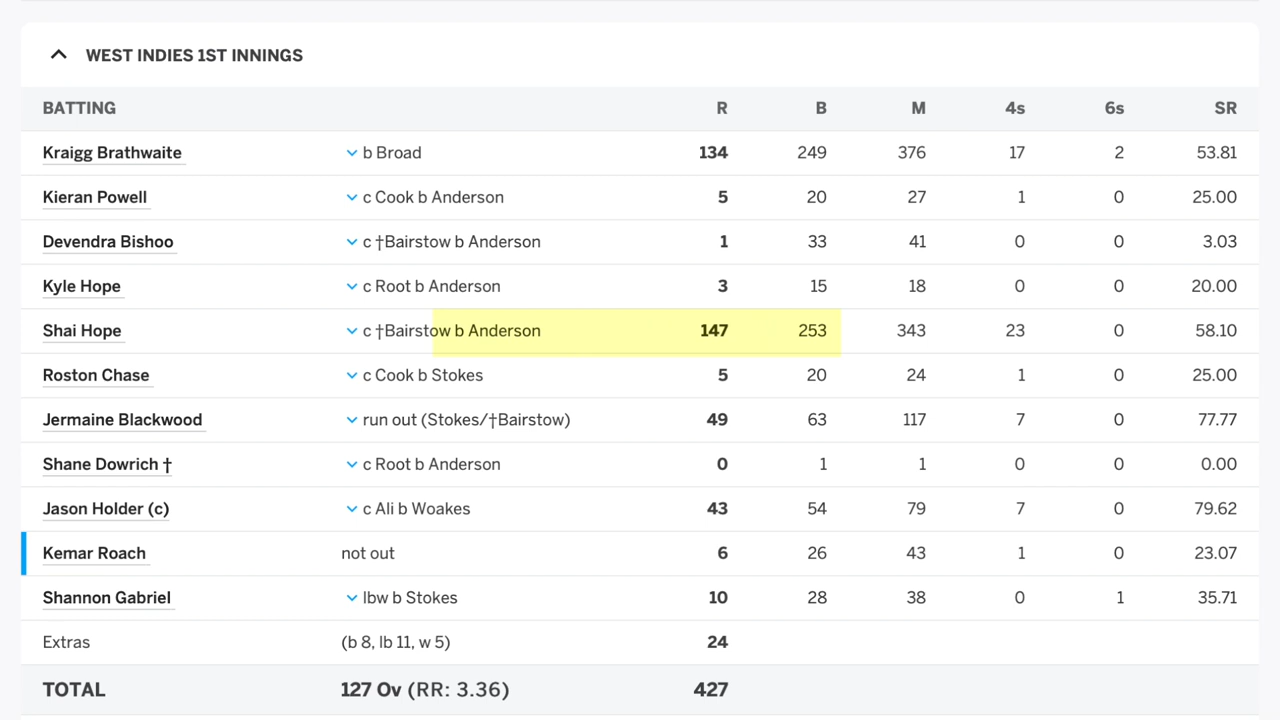 WEST INDIES 1ST INNINGS
BATTING R B M 4s 6s SR
Kraigg Brathwaite b Broad 134 249 376 17 2 53.81
Kieran Powell c Cook b Anderson 5 20 27 1 0 25.00
Devendra Bishoo c †Bairstow b Anderson 1 33 41 0 0 3.03
Kyle Hope c Root b Anderson 3 15 18 0 0 20.00
Shai Hope c †Bairstow b Anderson 147 253 343 23 0 58.10
Roston Chase c Cook b Stokes 5 20 24 1 0 25.00
Jermaine Blackwood run out (Stokes/†Bairstow) 49 63 117 7 0 77.77
Shane Dowrich † c Root b Anderson 0 1 1 0 0 0.00
Jason Holder (c) c Ali b Woakes 43 54 79 7 0 79.62
Kemar Roach not out 6 26 43 1 0 23.07
Shannon Gabriel lbw b Stokes 10 28 38 0 1 35.71
Extras (b 8, lb 11, w 5) 24
TOTAL 127 Ov (RR: 3.36) 427